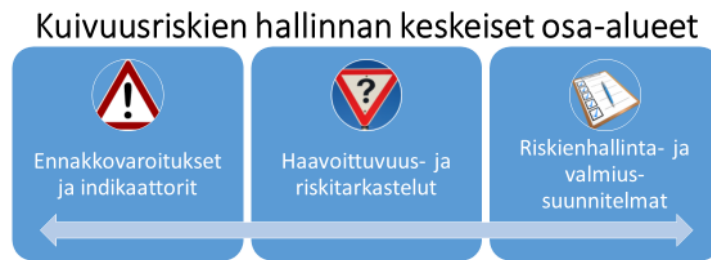 Kuivuusriskien hallinnan keskeiset osa-alueet
Ennakkovaroitukset
ja indikaattorit
?
Haavoittuvuus- ja
riskitarkastelut
Riskienhallinta- ja
valmius-
suunnitelmat